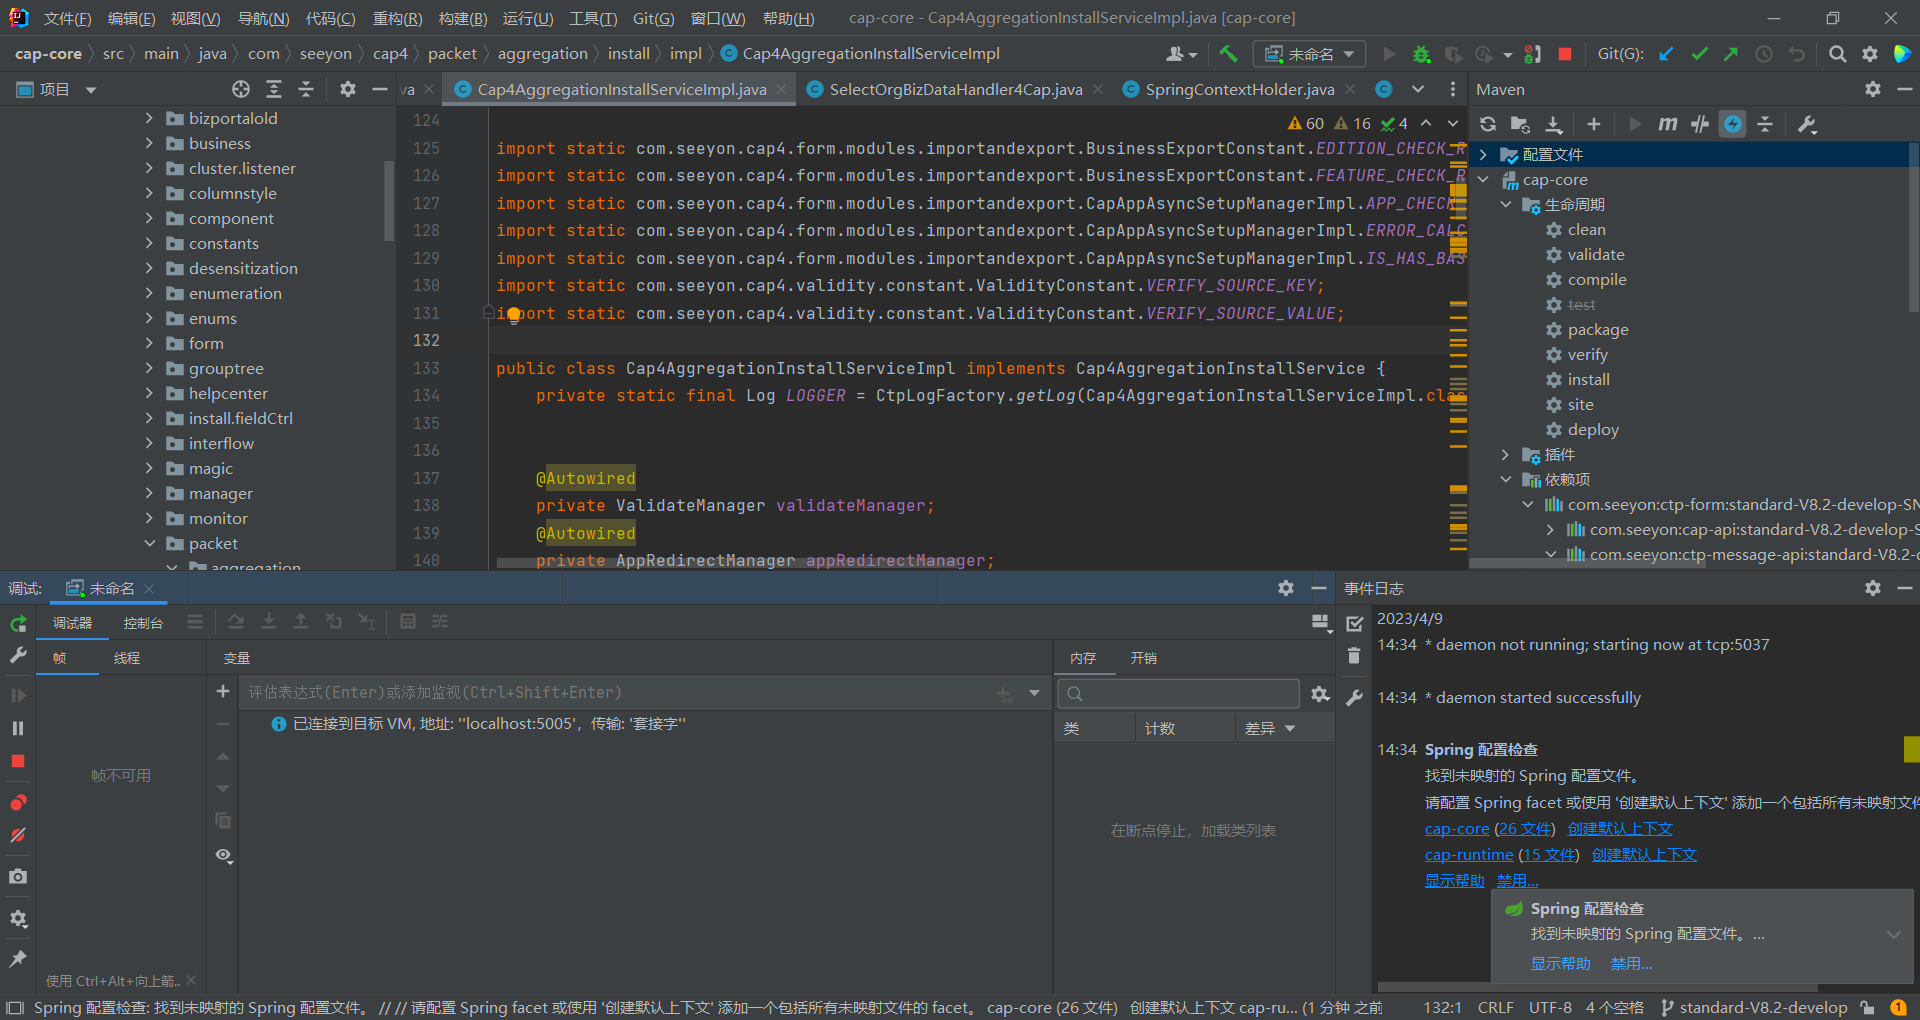 文件(F) 编辑(E) 视图(V) 导航(N) 代码(C) 重构(R) 构建(B) 运行(U) 工具(T) Git(G) 窗口(W) 帮助(H) cap-core - Cap4AggregationInstallServiceImpl.java [cap-core]
cap-core src main java com seeyon cap4 packet aggregation install impl Cap4AggregationInstallServiceImpl 未命名 Git(G):
项目 va Cap4AggregationInstallServiceImpl.java SelectOrgBizDataHandler4Cap.java SpringContextHolder.java Maven
bizportalold
business
cluster.listener
columnstyle
component
constants
desensitization
enumeration
enums
form
grouptree
helpcenter
install.fieldCtrl
interflow
magic
manager
monitor
packet
aggregation
60 16 4
124
125 import static com.seeyon.cap4.form.modules.importandexport.BusinessExportConstant.EDITION_CHECK_R
126 import static com.seeyon.cap4.form.modules.importandexport.BusinessExportConstant.FEATURE_CHECK_R
127 import static com.seeyon.cap4.form.modules.importandexport.CapAppAsyncSetupManagerImpl.APP_CHECK
128 import static com.seeyon.cap4.form.modules.importandexport.CapAppAsyncSetupManagerImpl.ERROR_CALC
129 import static com.seeyon.cap4.form.modules.importandexport.CapAppAsyncSetupManagerImpl.IS_HAS_BAS
130 import static com.seeyon.cap4.validity.constant.ValidityConstant.VERIFY_SOURCE_KEY;
131 import static com.seeyon.cap4.validity.constant.ValidityConstant.VERIFY_SOURCE_VALUE;
132
133 public class Cap4AggregationInstallServiceImpl implements Cap4AggregationInstallService {
134 private static final Log LOGGER = CtpLogFactory.getLog(Cap4AggregationInstallServiceImpl.clas
135
136
137 @Autowired
138 private ValidateManager validateManager;
139 @Autowired
140 private AppRedirectManager appRedirectManager;
配置文件
cap-core
生命周期
clean
validate
compile
test
package
verify
install
site
deploy
插件
依赖项
com.seeyon:ctp-form:standard-V8.2-develop-SN
com.seeyon:cap-api:standard-V8.2-develop-S
com.seeyon:ctp-message-api:standard-V8.2-d
调试: 未命名
调试器 控制台
帧 线程 变量
评估表达式(Enter)或添加监视(Ctrl+Shift+Enter)
已连接到目标 VM, 地址: ''localhost:5005', 传输: '套接字''
帧不可用
使用 Ctrl+Alt+向上箭..
内存 开销
类 计数 差异
在断点停止，加载类列表
事件日志
2023/4/9
14:34 * daemon not running; starting now at tcp:5037
14:34 * daemon started successfully
14:34 Spring 配置检查
找到未映射的 Spring 配置文件。
请配置 Spring facet 或使用 '创建默认上下文' 添加一个包括所有未映射文件
cap-core (26 文件) 创建默认上下文
cap-runtime (15 文件) 创建默认上下文
显示帮助 禁用...
Spring 配置检查
找到未映射的 Spring 配置文件。 ...
显示帮助 禁用...
Spring 配置检查: 找到未映射的 Spring 配置文件。 // // 请配置 Spring facet 或使用 '创建默认上下文' 添加一个包括所有未映射文件的 facet。 cap-core (26 文件) 创建默认上下文 cap-ru... (1 分钟 之前 132:1 CRLF UTF-8 4 个空格 standard-V8.2-develop 1